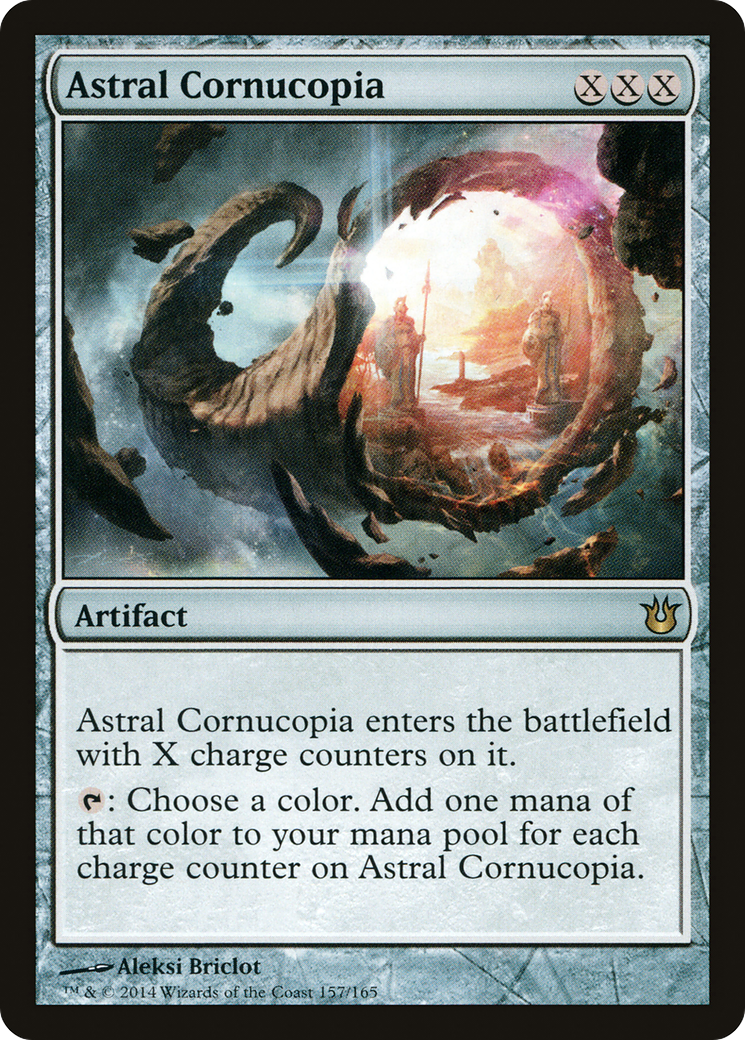 Astral Cornucopia XXX
Artifact
Astral Cornucopia enters the battlefield
with X charge counters on it.
: Choose a color. Add one mana of
that color to your mana pool for each
charge counter on Astral Cornucopia.
Aleksi Briclot
™ & © 2014 Wizards of the Coast 157/165